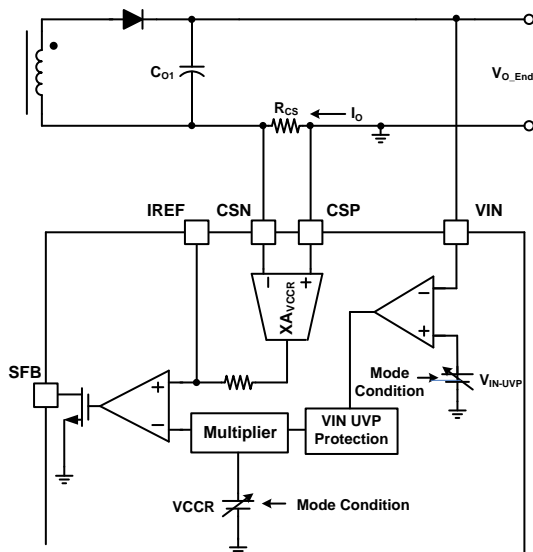 CO1
RCS
IO
VO_End
IREF
CSN
CSP
VIN
−
+
XAVCCR
−
+
Mode
Condition
VIN-UVP
SFB
+
−
Multiplier
VIN UVP
Protection
VCCR
Mode Condition